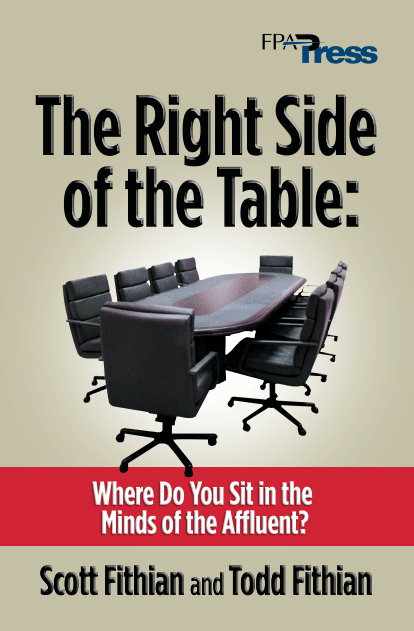 FPA Press
The Right Side
of the Table:
Where Do You Sit in the
Minds of the Affluent?
Scott Fithian and Todd Fithian